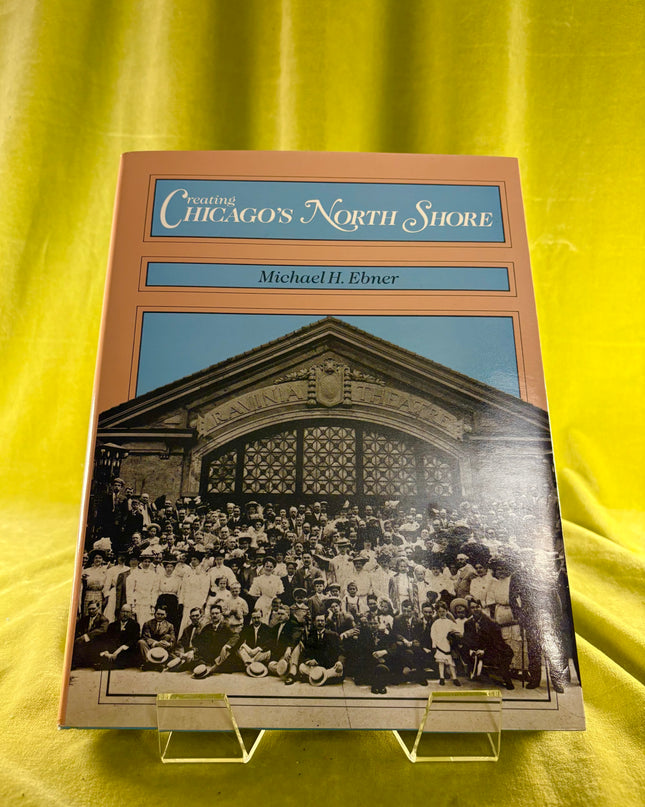 Creating
CHICAGO'S NORTH SHORE
Michael H. Ebner
RAVINIA THEATRE